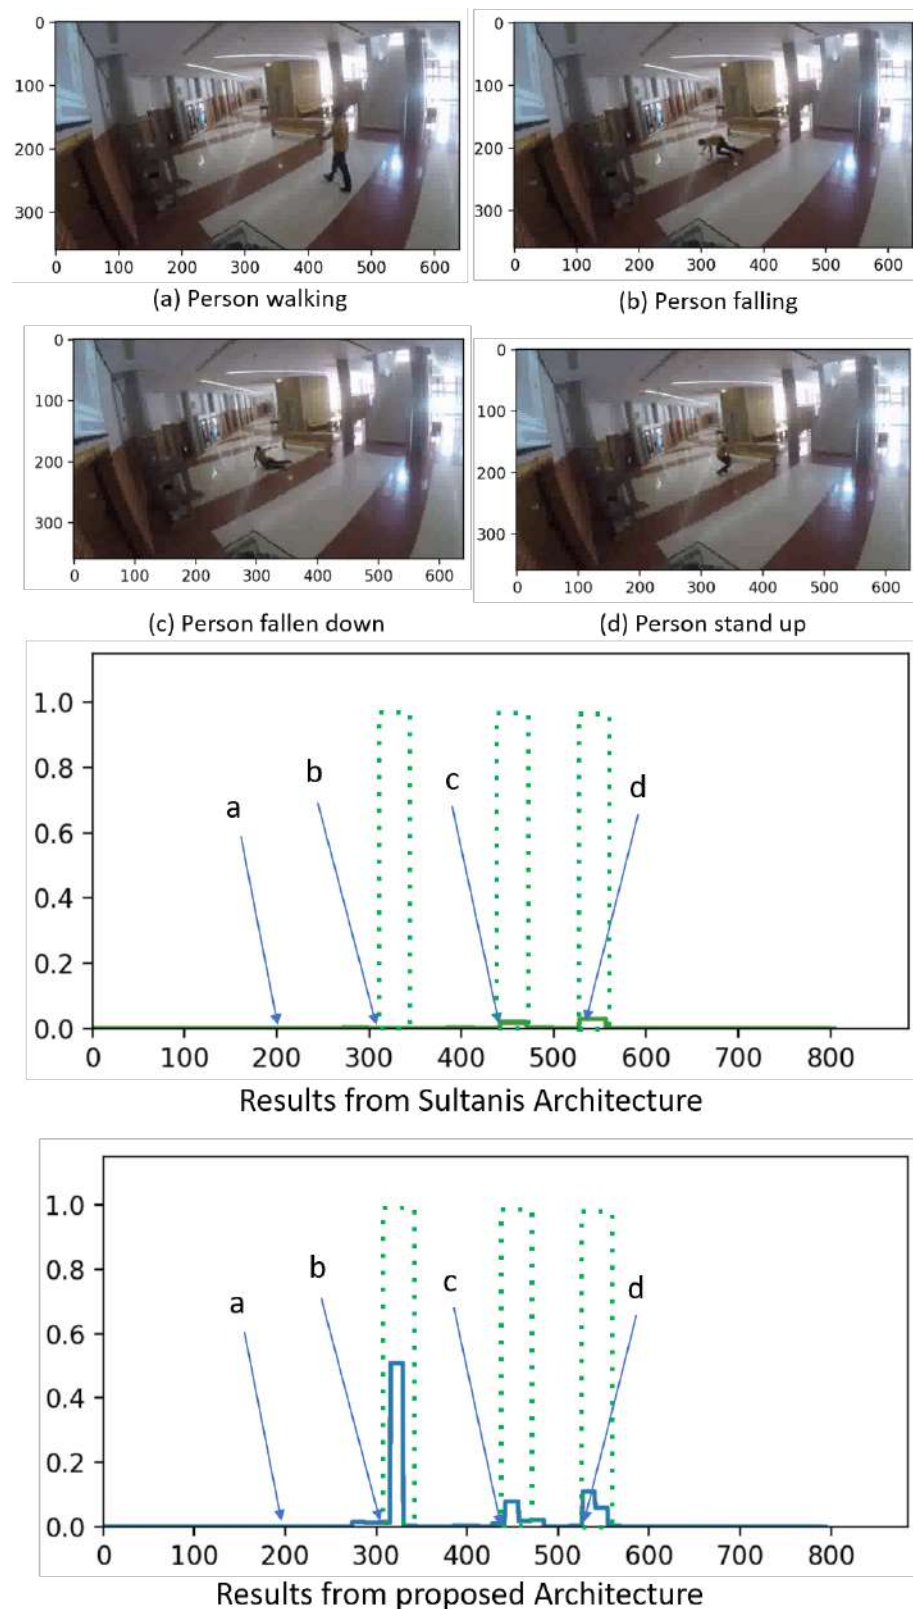 0
100
200
300
0 100 200 300 400 500 600
(a) Person walking
0
100
200
300
0 100 200 300 400 500 600
(b) Person falling
0
100
200
300
0 100 200 300 400 500 600
(c) Person fallen down
0
100
200
300
0 100 200 300 400 500 600
(d) Person stand up
1.0
0.8
0.6
0.4
0.2
0.0
a
b
c
d
0 100 200 300 400 500 600 700 800
Results from Sultanis Architecture
1.0
0.8
0.6
0.4
0.2
0.0
a
b
c
d
0 100 200 300 400 500 600 700 800
Results from proposed Architecture